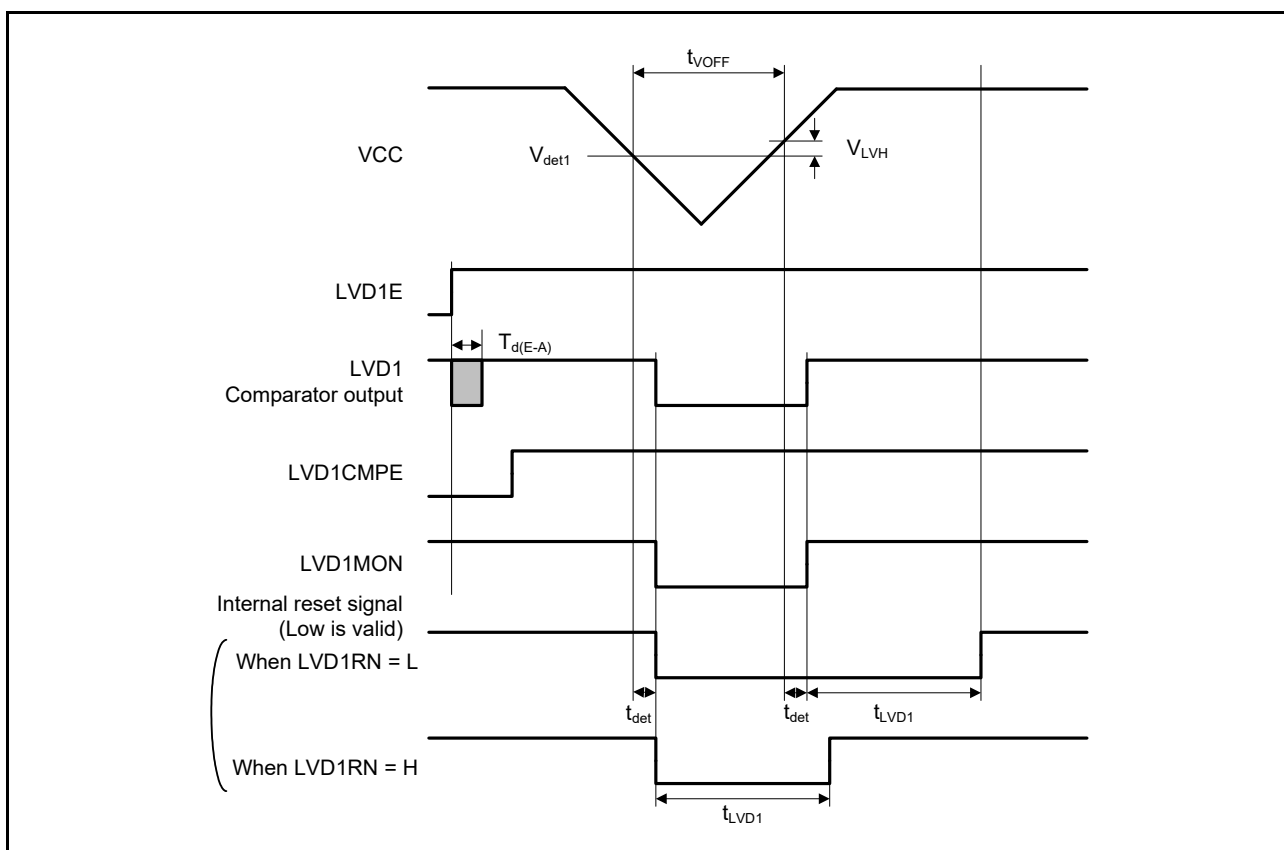 tVOFF
VCC
Vdet1
VLVH
LVD1E
Td(E-A)
LVD1
Comparator output
LVD1CMPE
LVD1MON
Internal reset signal
(Low is valid)
When LVD1RN = L
tdet
tdet
tLVD1
When LVD1RN = H
tLVD1